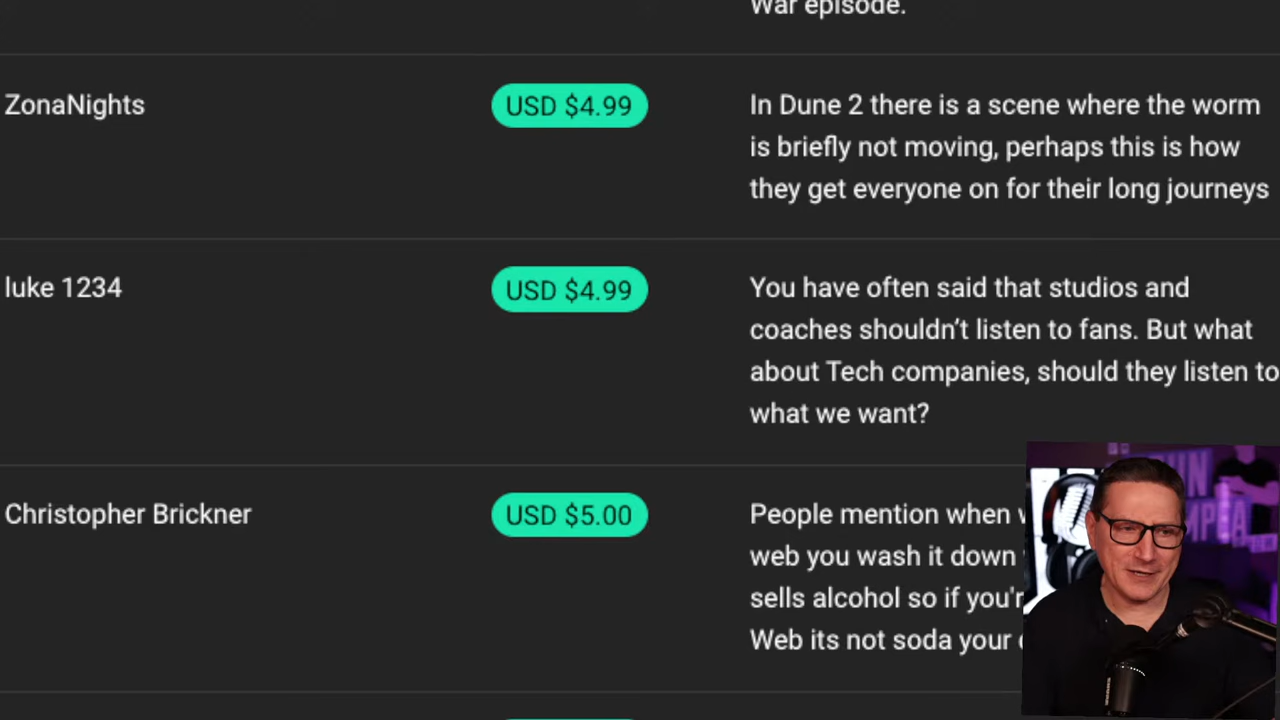 War episode.
ZonaNights
USD $4.99
In Dune 2 there is a scene where the worm
is briefly not moving, perhaps this is how
they get everyone on for their long journeys
luke 1234
USD $4.99
You have often said that studios and
coaches shouldn’t listen to fans. But what
about Tech companies, should they listen to
what we want?
Christopher Brickner
USD $5.00
People mention when
web you wash it down
sells alcohol so if you'r
Web its not soda your